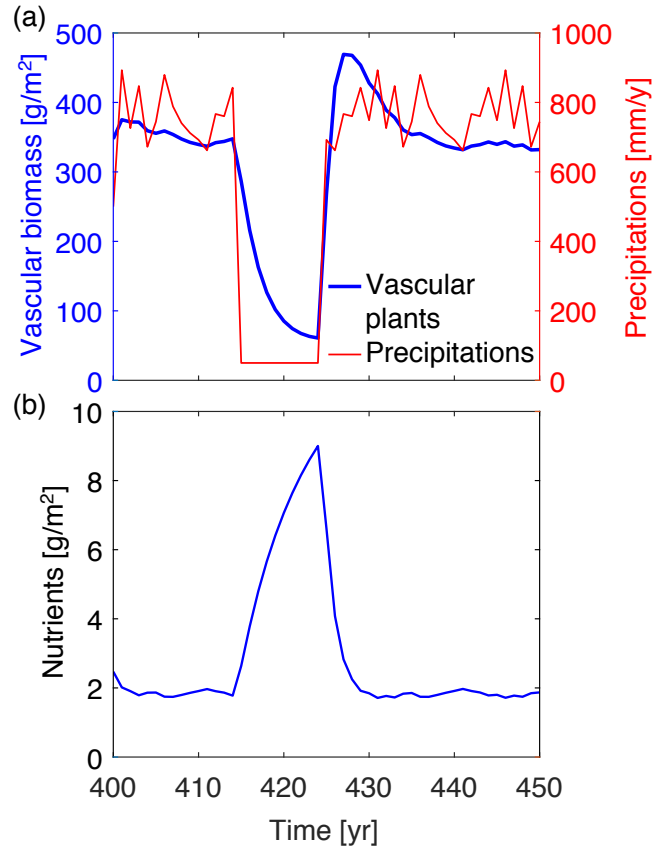 (a)
500
400
300
200
100
0
Vascular biomass [g/m²]
1000
800
600
400
200
0
Precipitations [mm/y]
Vascular
plants
Precipitations
(b)
10
8
6
4
2
0
Nutrients [g/m²]
400 410 420 430 440 450
Time [yr]